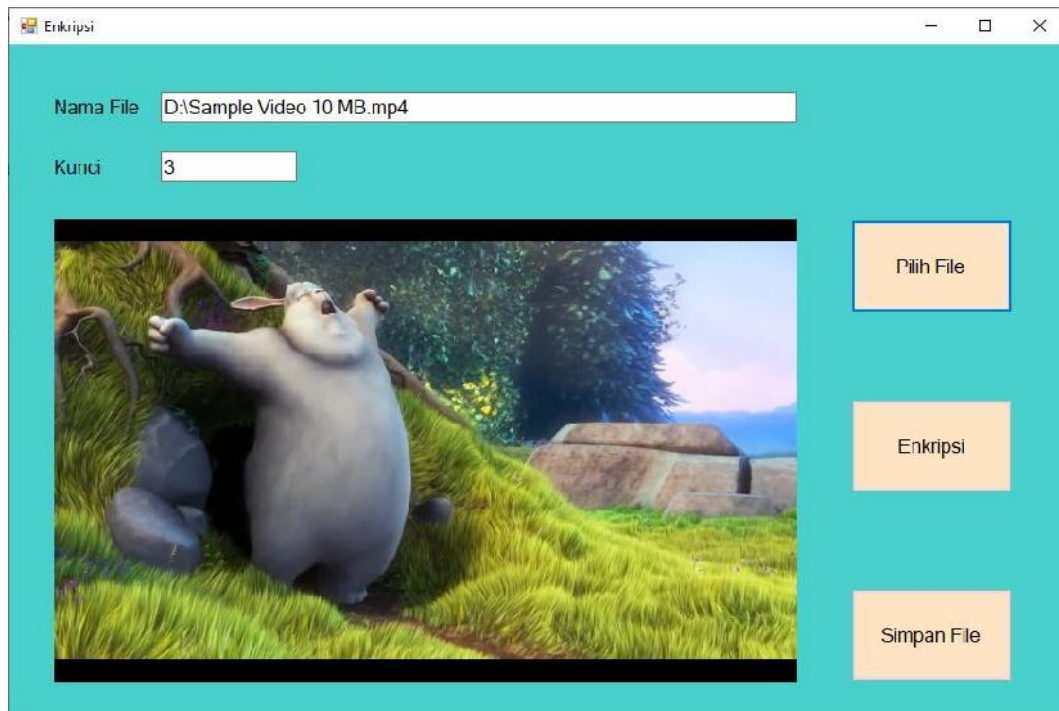 Enkripsi
Nama File D:\Sample Video 10 MB.mp4
Kunci 3
Pilih File
Enkripsi
Simpan File